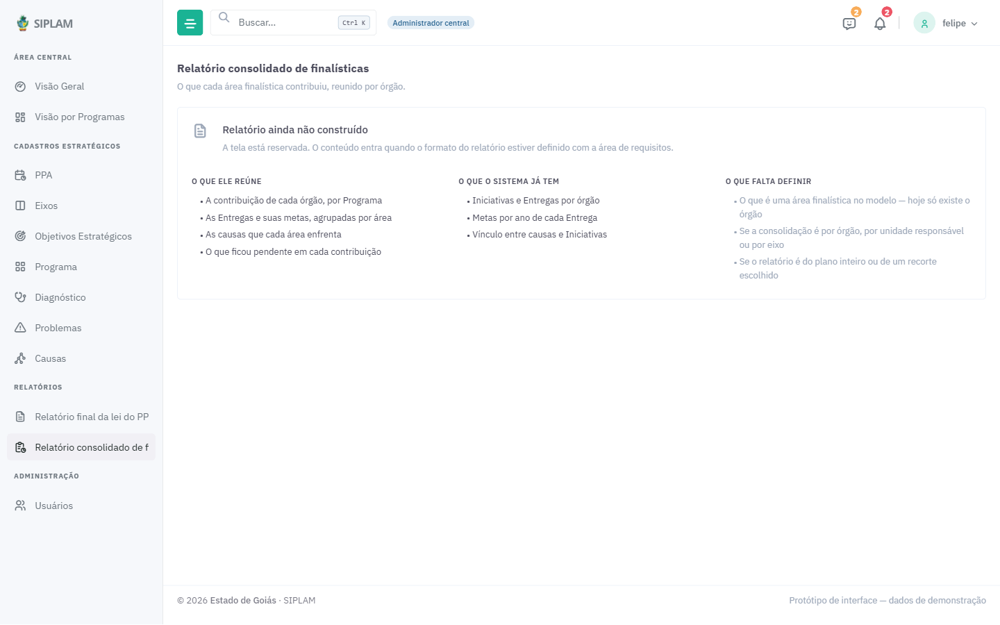 SIPLAM
ÁREA CENTRAL
Visão Geral
Visão por Programas
CADASTROS ESTRATÉGICOS
PPA
Eixos
Objetivos Estratégicos
Programa
Diagnóstico
Problemas
Causas
RELATÓRIOS
Relatório final da lei do PP
Relatório consolidado de f
ADMINISTRAÇÃO
Usuários
Buscar...
Ctrl K
Administrador central
2
2
felipe
Relatório consolidado de finalísticas
O que cada área finalística contribuiu, reunido por órgão.
Relatório ainda não construído
A tela está reservada. O conteúdo entra quando o formato do relatório estiver definido com a área de requisitos.
O QUE ELE REÚNE
• A contribuição de cada órgão, por Programa
• As Entregas e suas metas, agrupadas por área
• As causas que cada área enfrenta
• O que ficou pendente em cada contribuição
O QUE O SISTEMA JÁ TEM
• Iniciativas e Entregas por órgão
• Metas por ano de cada Entrega
• Vínculo entre causas e Iniciativas
O QUE FALTA DEFINIR
• O que é uma área finalística no modelo — hoje só existe o
órgão
• Se a consolidação é por órgão, por unidade responsável
ou por eixo
• Se o relatório é do plano inteiro ou de um recorte
escolhido
© 2026 Estado de Goiás · SIPLAM
Protótipo de interface — dados de demonstração